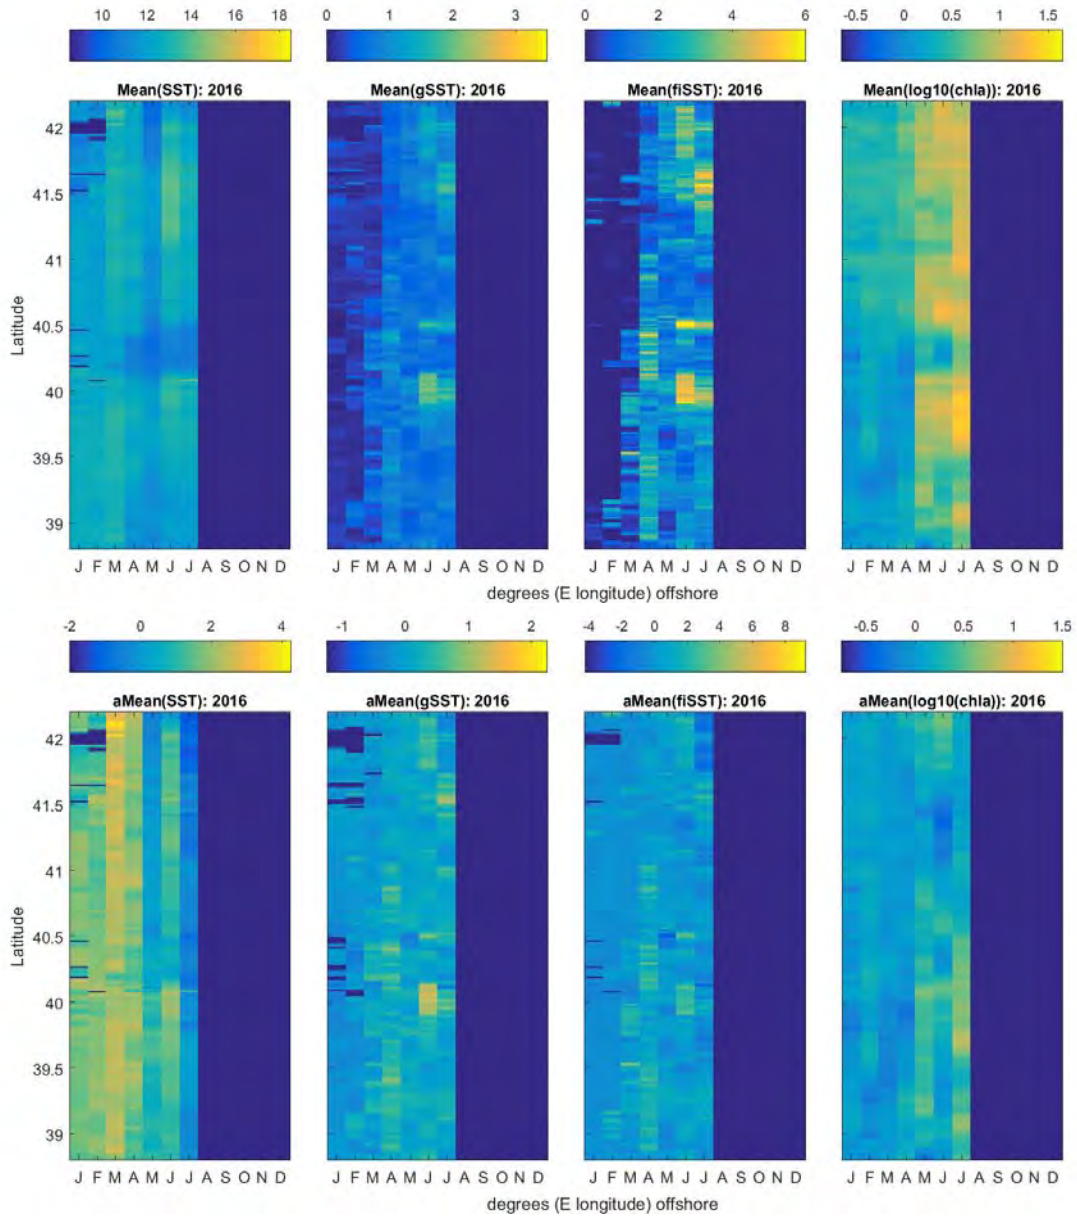 10 12 14 16 18
0 1 2 3
0 2 4 6
-0.5 0 0.5 1 1.5
Mean(SST): 2016
Mean(gSST): 2016
Mean(fiSST): 2016
Mean(log10(chla)): 2016
Latitude
42
41.5
41
40.5
40
39.5
39
J F M A M J J A S O N D
J F M A M J J A S O N D
J F M A M J J A S O N D
J F M A M J J A S O N D
degrees (E longitude) offshore
-2 0 2 4
-1 0 1 2
-4 -2 0 2 4 6 8
-0.5 0 0.5 1 1.5
aMean(SST): 2016
aMean(gSST): 2016
aMean(fiSST): 2016
aMean(log10(chla)): 2016
Latitude
42
41.5
41
40.5
40
39.5
39
J F M A M J J A S O N D
J F M A M J J A S O N D
J F M A M J J A S O N D
J F M A M J J A S O N D
degrees (E longitude) offshore